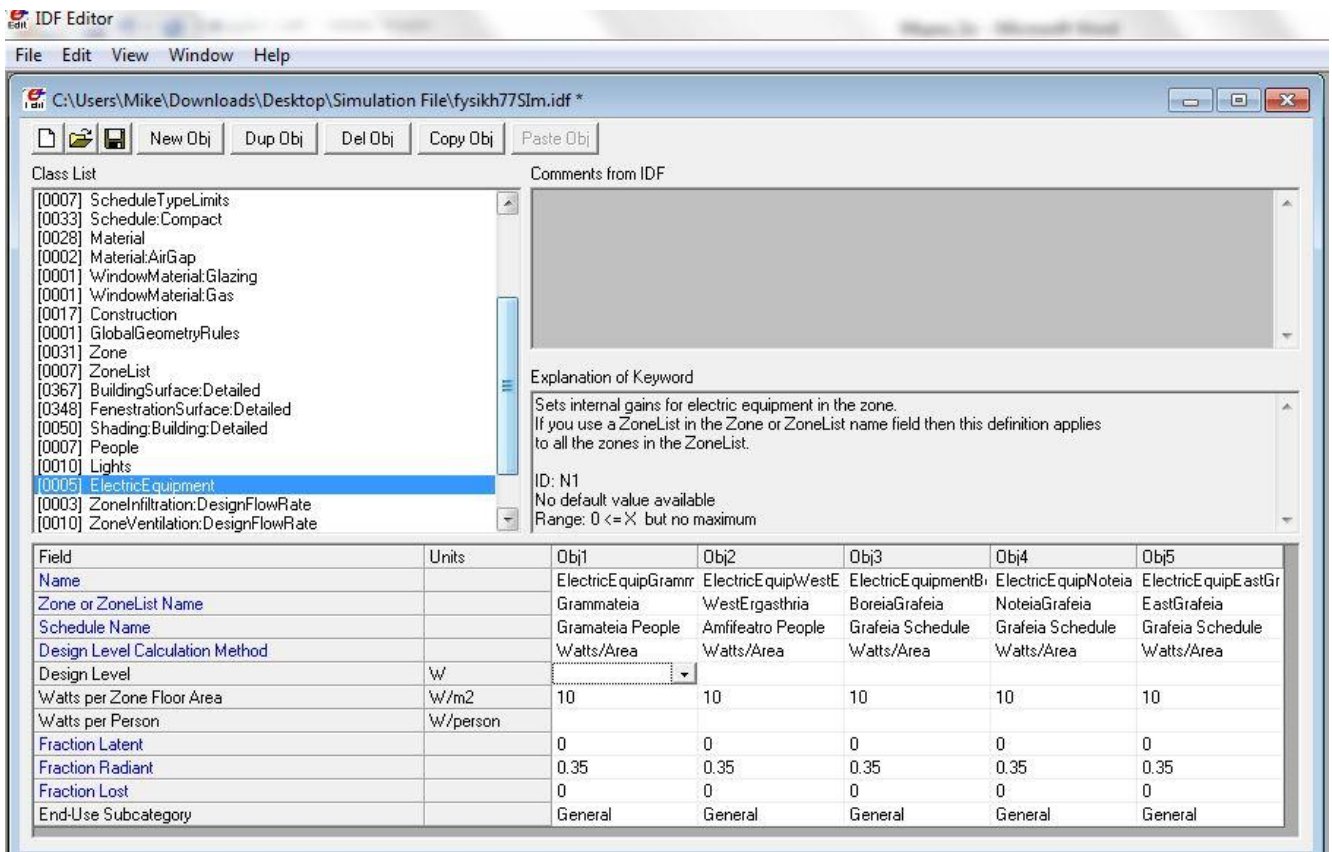 IDF Editor
File Edit View Window Help
C:\Users\Mike\Downloads\Desktop\Simulation File\fysikh77SIm.idf *
New Obj Dup Obj Del Obj Copy Obj Paste Obj
Class List
[0007] ScheduleTypeLimits
[0033] Schedule:Compact
[0028] Material
[0002] Material:AirGap
[0001] WindowMaterial:Glazing
[0001] WindowMaterial:Gas
[0017] Construction
[0001] GlobalGeometryRules
[0031] Zone
[0007] ZoneList
[0367] BuildingSurface:Detailed
[0348] FenestrationSurface:Detailed
[0050] Shading:Building:Detailed
[0007] People
[0010] Lights
[0005] ElectricEquipment
[0003] ZoneInfiltration:DesignFlowRate
[0010] ZoneVentilation:DesignFlowRate
Comments from IDF
Explanation of Keyword
Sets internal gains for electric equipment in the zone.
If you use a ZoneList in the Zone or ZoneList name field then this definition applies
to all the zones in the ZoneList.
ID: N1
No default value available
Range: 0 <= X but no maximum
Field Units Obj1 Obj2 Obj3 Obj4 Obj5
Name ElectricEquipGramm ElectricEquipWestE ElectricEquipmentB ElectricEquipNoteia ElectricEquipEastGr
Zone or ZoneList Name Grammateia WestErgasthria BoreiaGrafeia NoteiaGrafeia EastGrafeia
Schedule Name Gramateia People Amfifeatro People Grafeia Schedule Grafeia Schedule Grafeia Schedule
Design Level Calculation Method Watts/Area Watts/Area Watts/Area Watts/Area Watts/Area
Design Level W
Watts per Zone Floor Area W/m2 10 10 10 10 10
Watts per Person W/person
Fraction Latent 0 0 0 0 0
Fraction Radiant 0.35 0.35 0.35 0.35 0.35
Fraction Lost 0 0 0 0 0
End-Use Subcategory General General General General General